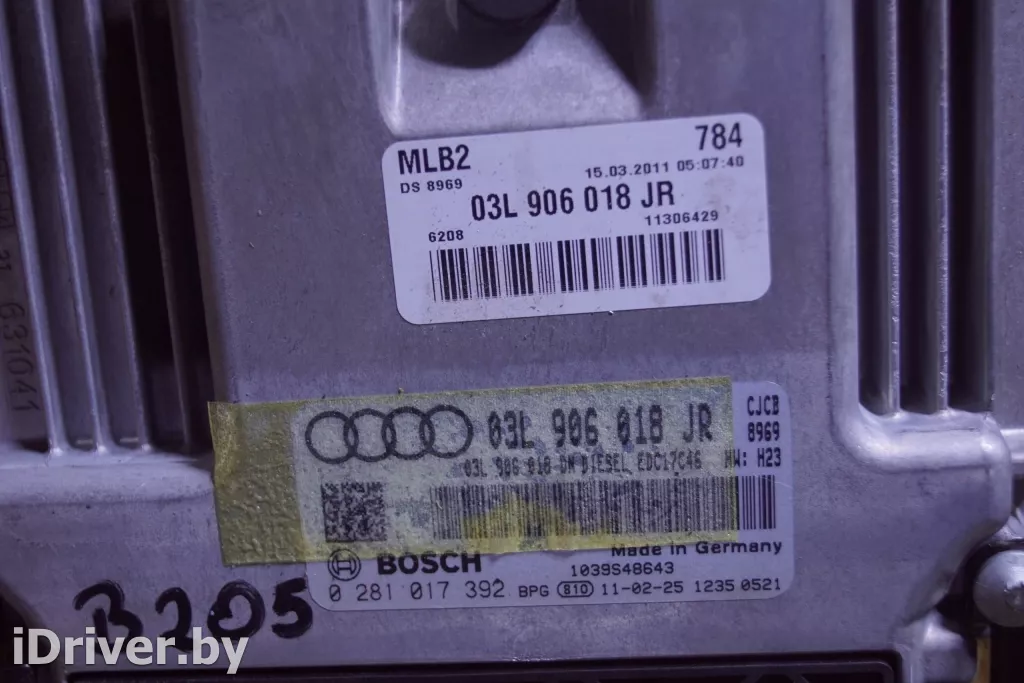 MLB2 784
DS 8969 15.03.2011 05:07:40
03L 906 018 JR
6208 11306429
03L 906 018 JR CJCB
8969
03L 906 018 DM DIESEL EDC17C46 HW: H23
BOSCH Made in Germany
1039S48643
0 281 017 392 BPG 810 11-02-25 1235 0521
B205
iDriver.by
21 631041